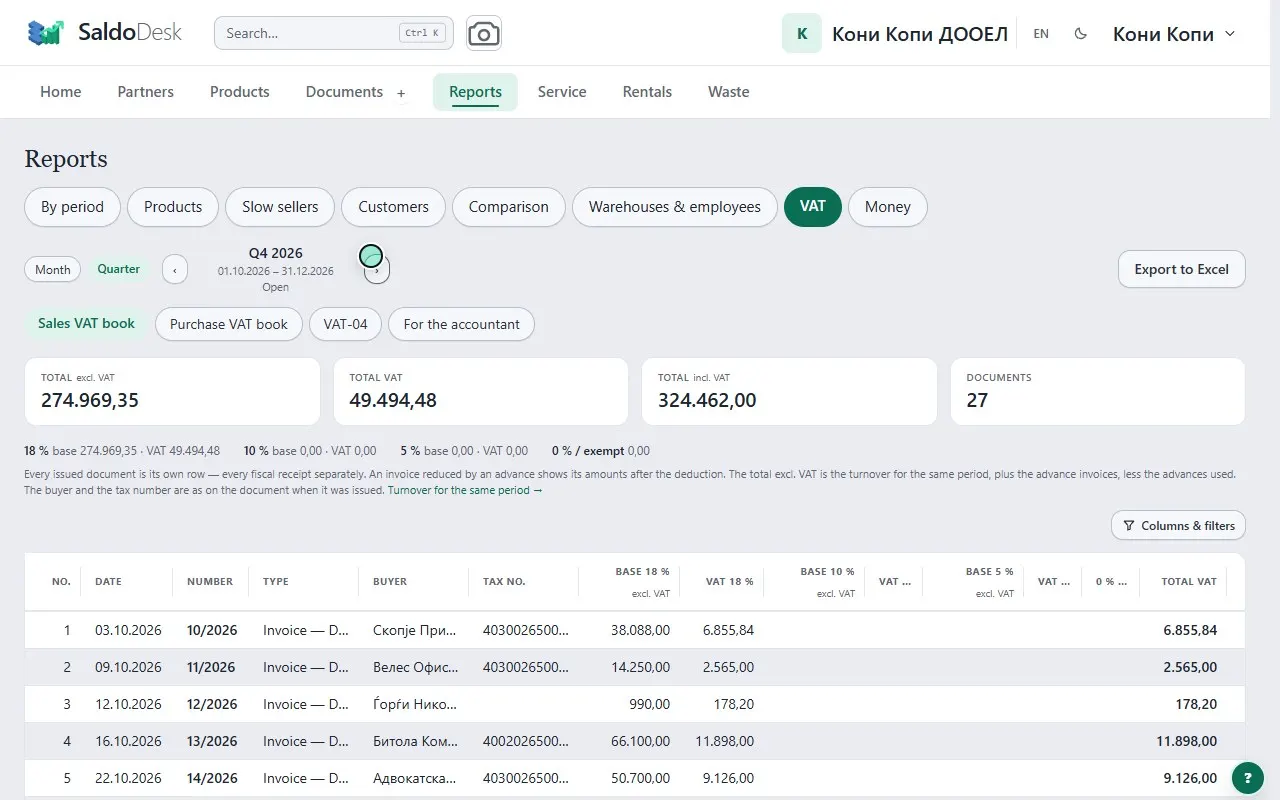 SaldoDesk
Search...
Ctrl K
K
Кони Копи ДООЕЛ
EN
Кони Копи
Home
Partners
Products
Documents +
Reports
Service
Rentals
Waste
Reports
By period
Products
Slow sellers
Customers
Comparison
Warehouses & employees
VAT
Money
Month
Quarter
‹
Q4 2026
01.10.2026 – 31.12.2026
Open
›
Export to Excel
Sales VAT book
Purchase VAT book
VAT-04
For the accountant
TOTAL excl. VAT
274.969,35
TOTAL VAT
49.494,48
TOTAL incl. VAT
324.462,00
DOCUMENTS
27
18 % base 274.969,35 · VAT 49.494,48 10 % base 0,00 · VAT 0,00 5 % base 0,00 · VAT 0,00 0 % / exempt 0,00
Every issued document is its own row — every fiscal receipt separately. An invoice reduced by an advance shows its amounts after the deduction. The total excl. VAT is the turnover for the same period, plus the advance invoices, less the advances used.
The buyer and the tax number are as on the document when it was issued. Turnover for the same period →
Columns & filters
NO. DATE NUMBER TYPE BUYER TAX NO. BASE 18 % excl. VAT VAT 18 % BASE 10 % excl. VAT VAT ... BASE 5 % excl. VAT VAT ... 0 % ... TOTAL VAT
1 03.10.2026 10/2026 Invoice — D... Скопје При... 4030026500... 38.088,00 6.855,84 6.855,84
2 09.10.2026 11/2026 Invoice — D... Велес Офис... 4030026500... 14.250,00 2.565,00 2.565,00
3 12.10.2026 12/2026 Invoice — D... Ѓорѓи Нико... 990,00 178,20 178,20
4 16.10.2026 13/2026 Invoice — D... Битола Ком... 4002026500... 66.100,00 11.898,00 11.898,00
5 22.10.2026 14/2026 Invoice — D... Адвокатска... 4030026500... 50.700,00 9.126,00 9.126,00
?